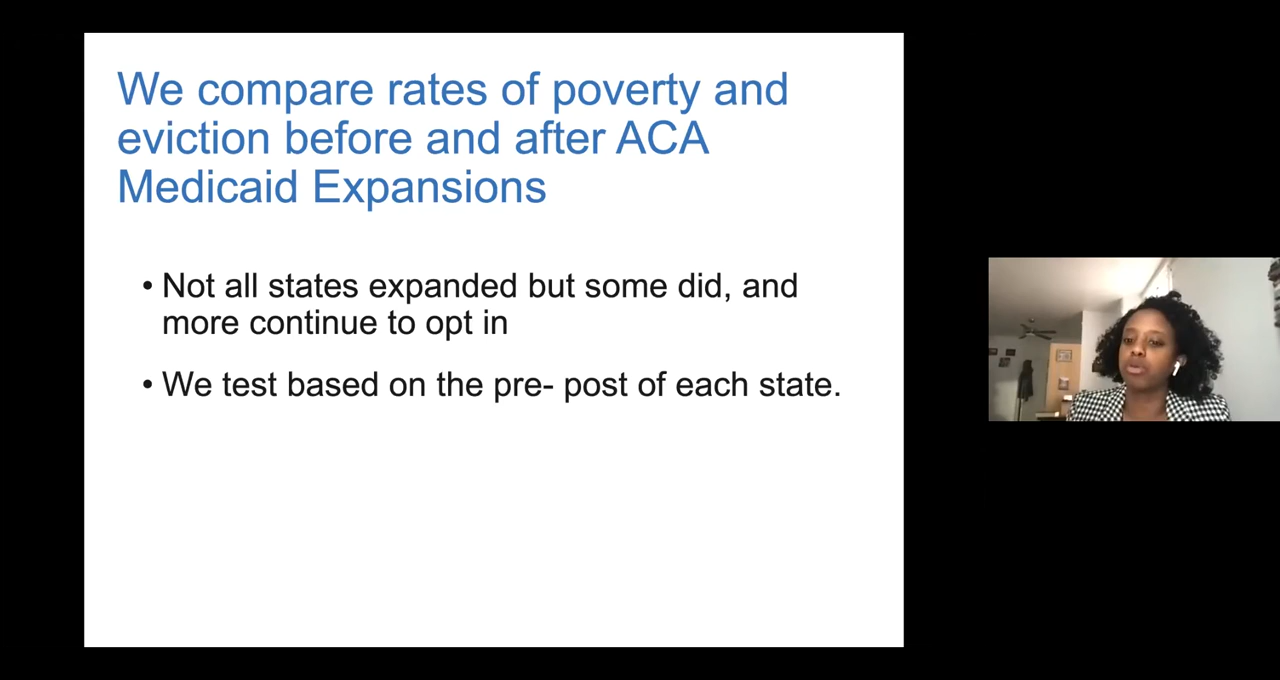 We compare rates of poverty and
eviction before and after ACA
Medicaid Expansions
• Not all states expanded but some did, and
more continue to opt in
• We test based on the pre- post of each state.